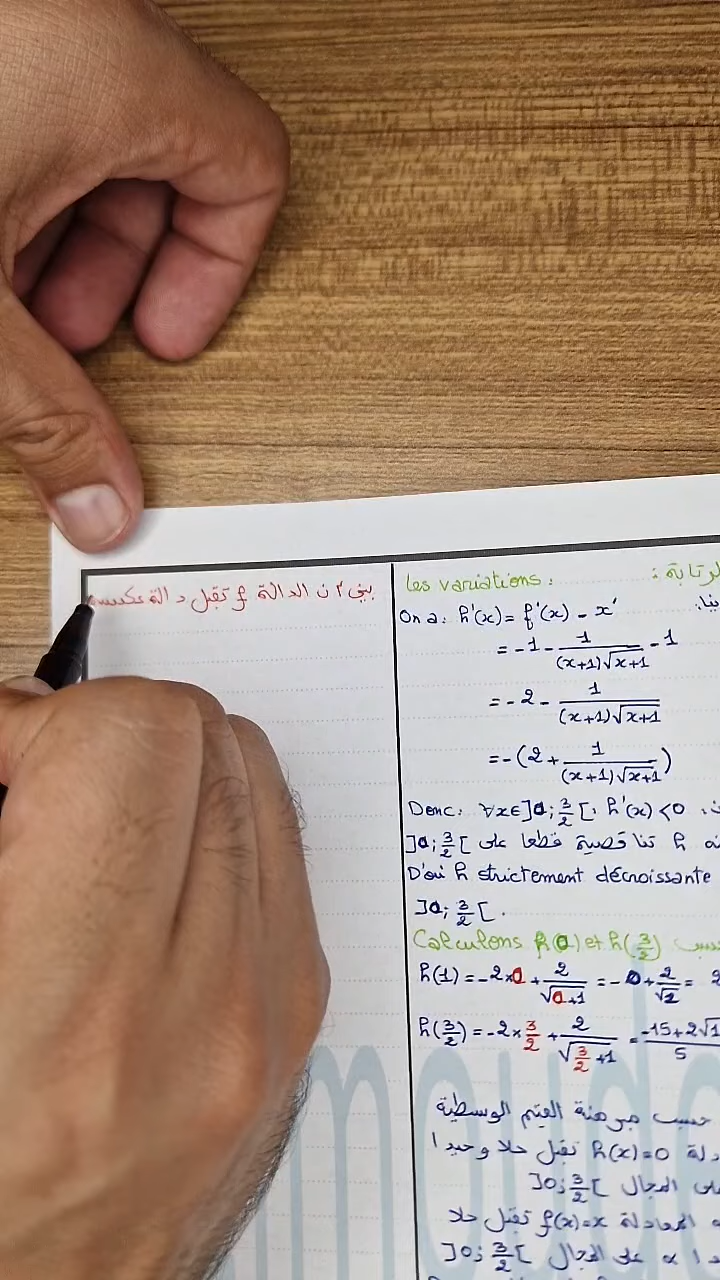 بين أن الدالة f تقبل دالة عكسية
Les variations: الرتابة:
On a: h'(x) = f'(x) - x'
= -1 - 1/((x+1)√(x+1)) - 1
= -2 - 1/((x+1)√(x+1))
= -(2 + 1/((x+1)√(x+1)))
Donc: ∀x∈]0;3/2[: h'(x) < 0
h تناقصية قطعا على ]0;3/2[
D'où h strictement décroissante
]0;3/2[.
Calculons h(0) et h(3/2)
h(1) = -2×0 + 2/√(0+1) = -0 + 2/√2 =
h(3/2) = -2×3/2 + 2/√(3/2+1) = -15+2√1 / 5
حسب مبرهنة القيم الوسطية
h(x)=0 تقبل حلا وحيدا
المجال ]0;3/2[
المعادلة f(x)=x تقبل حلا
α على المجال ]0;3/2[